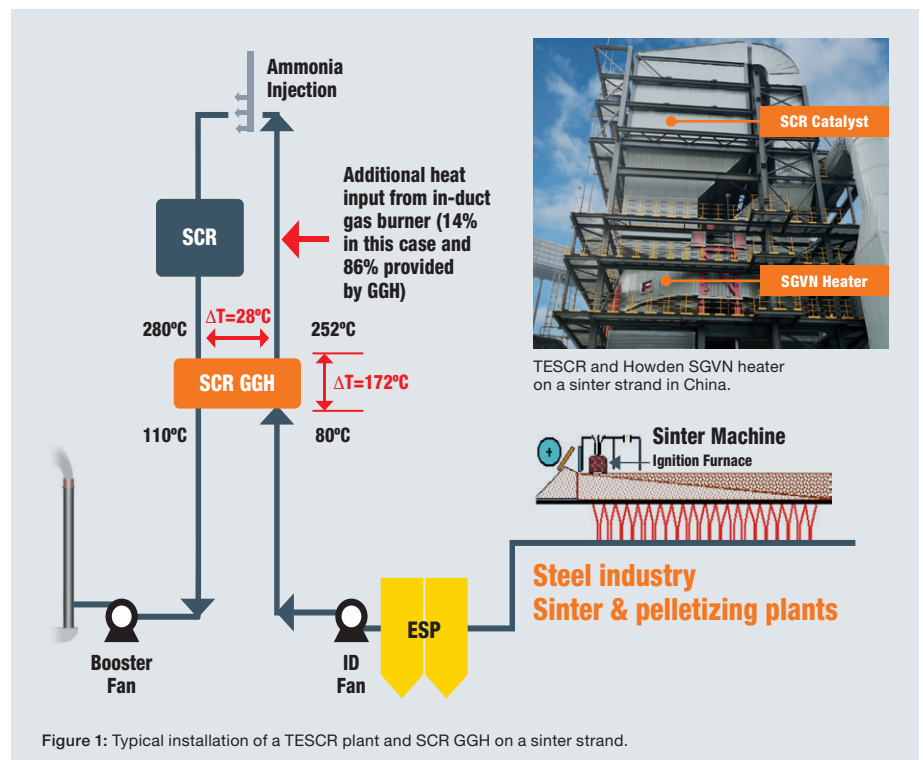 Ammonia
Injection
Additional heat
input from in-duct
gas burner (14%
in this case and
86% provided
by GGH)
SCR
280ºC
ΔT=28ºC
252ºC
SCR GGH
ΔT=172ºC
110ºC
80ºC
SCR Catalyst
SGVN Heater
TESCR and Howden SGVN heater
on a sinter strand in China.
Sinter Machine
Ignition Furnace
Steel industry
Sinter & pelletizing plants
ESP
Booster
Fan
ID
Fan
Figure 1: Typical installation of a TESCR plant and SCR GGH on a sinter strand.